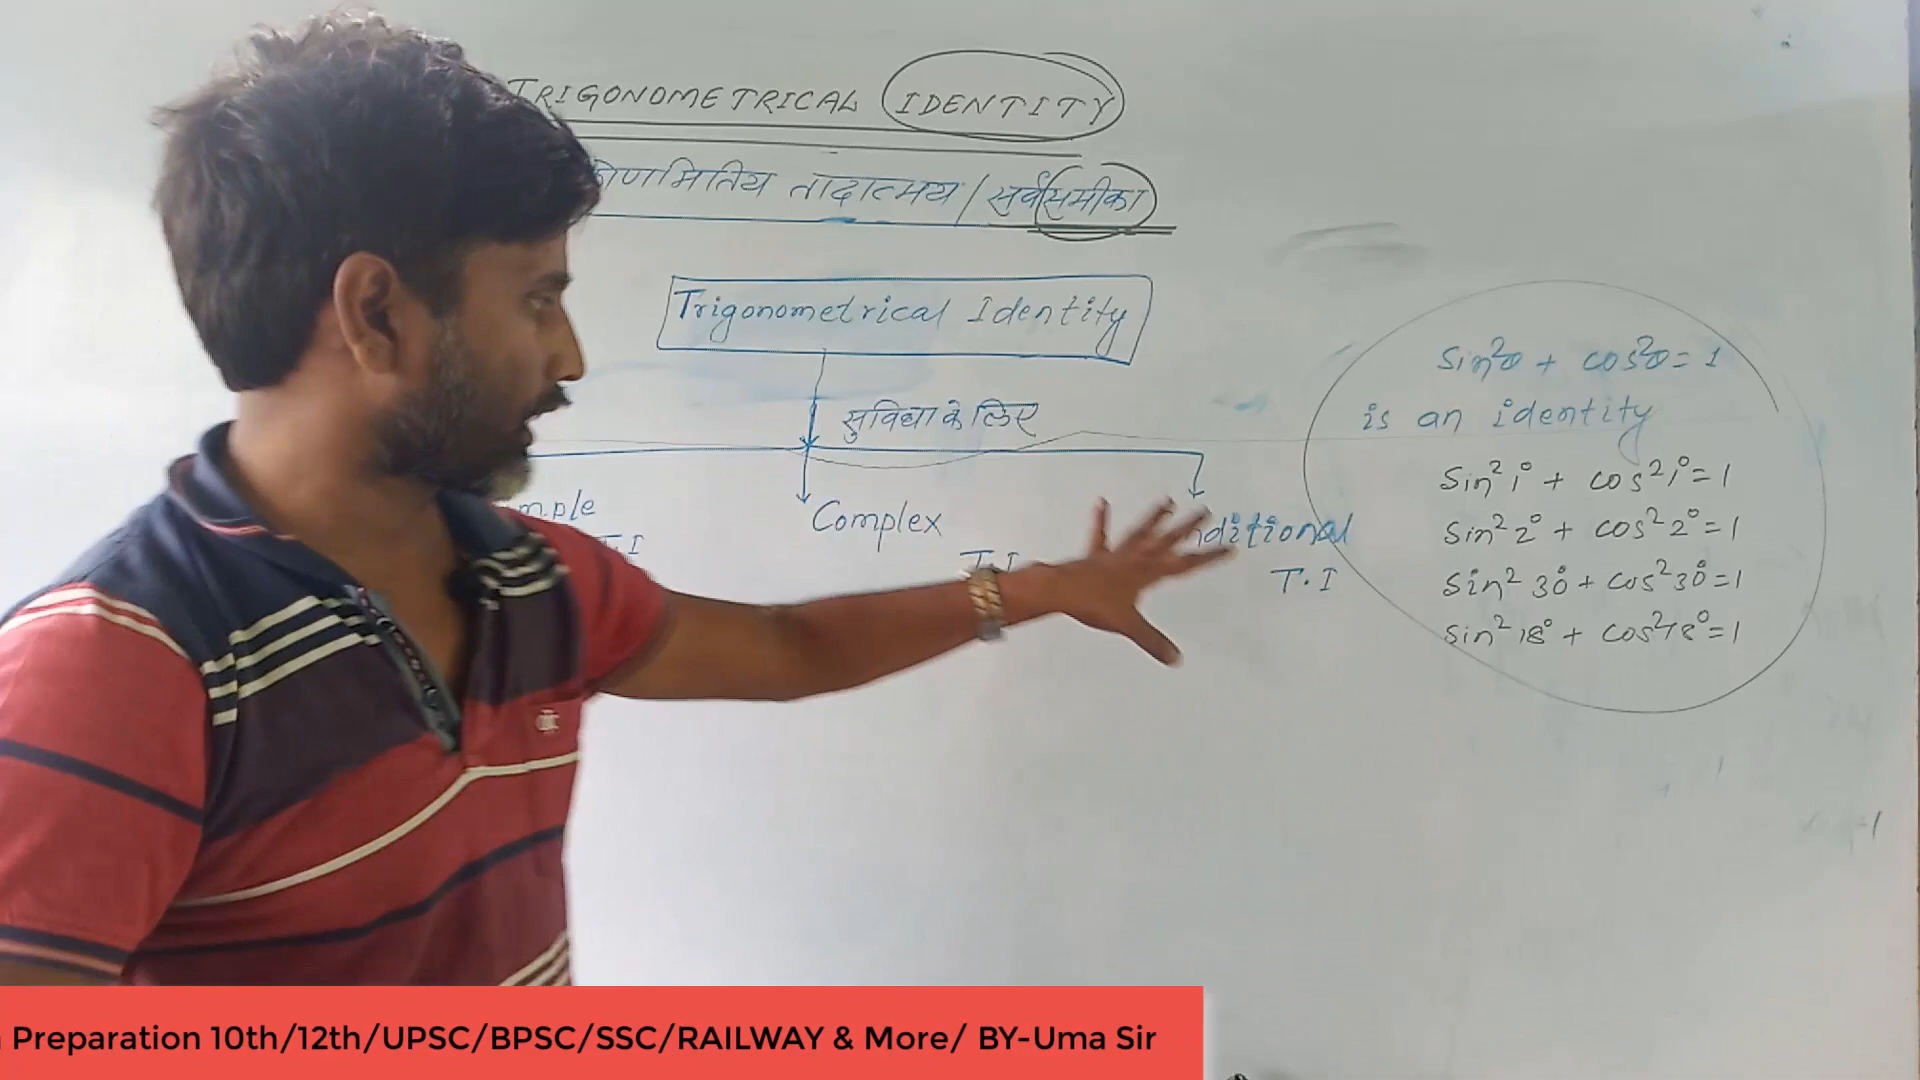 TRIGONOMETRICAL IDENTITY
तादात्मय / सर्वसमीका
Trigonometrical Identity
सुविधा के लिए
Complex
T.I
T.I
T.I
sin²θ + cos²θ = 1
is an identity
sin²1° + cos²1° = 1
sin²2° + cos²2° = 1
sin²30° + cos²30° = 1
sin²18° + cos²18° = 1
Preparation 10th/12th/UPSC/BPSC/SSC/RAILWAY & More/ BY-Uma Sir